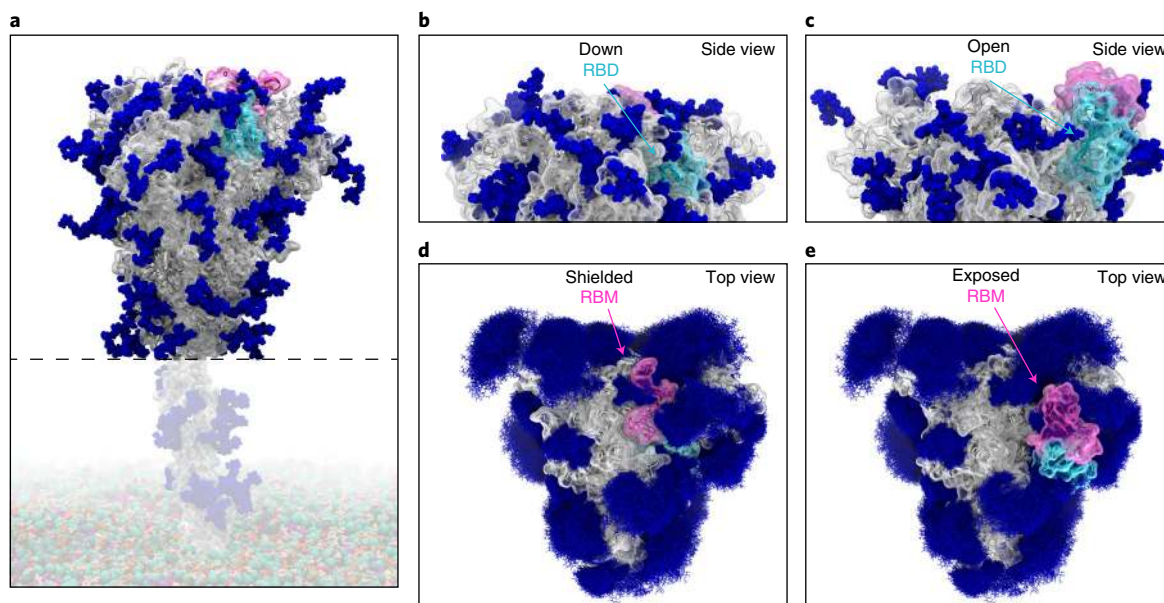 a
b
Down
RBD
Side view
c
Open
RBD
Side view
d
Shielded
RBM
Top view
e
Exposed
RBM
Top view